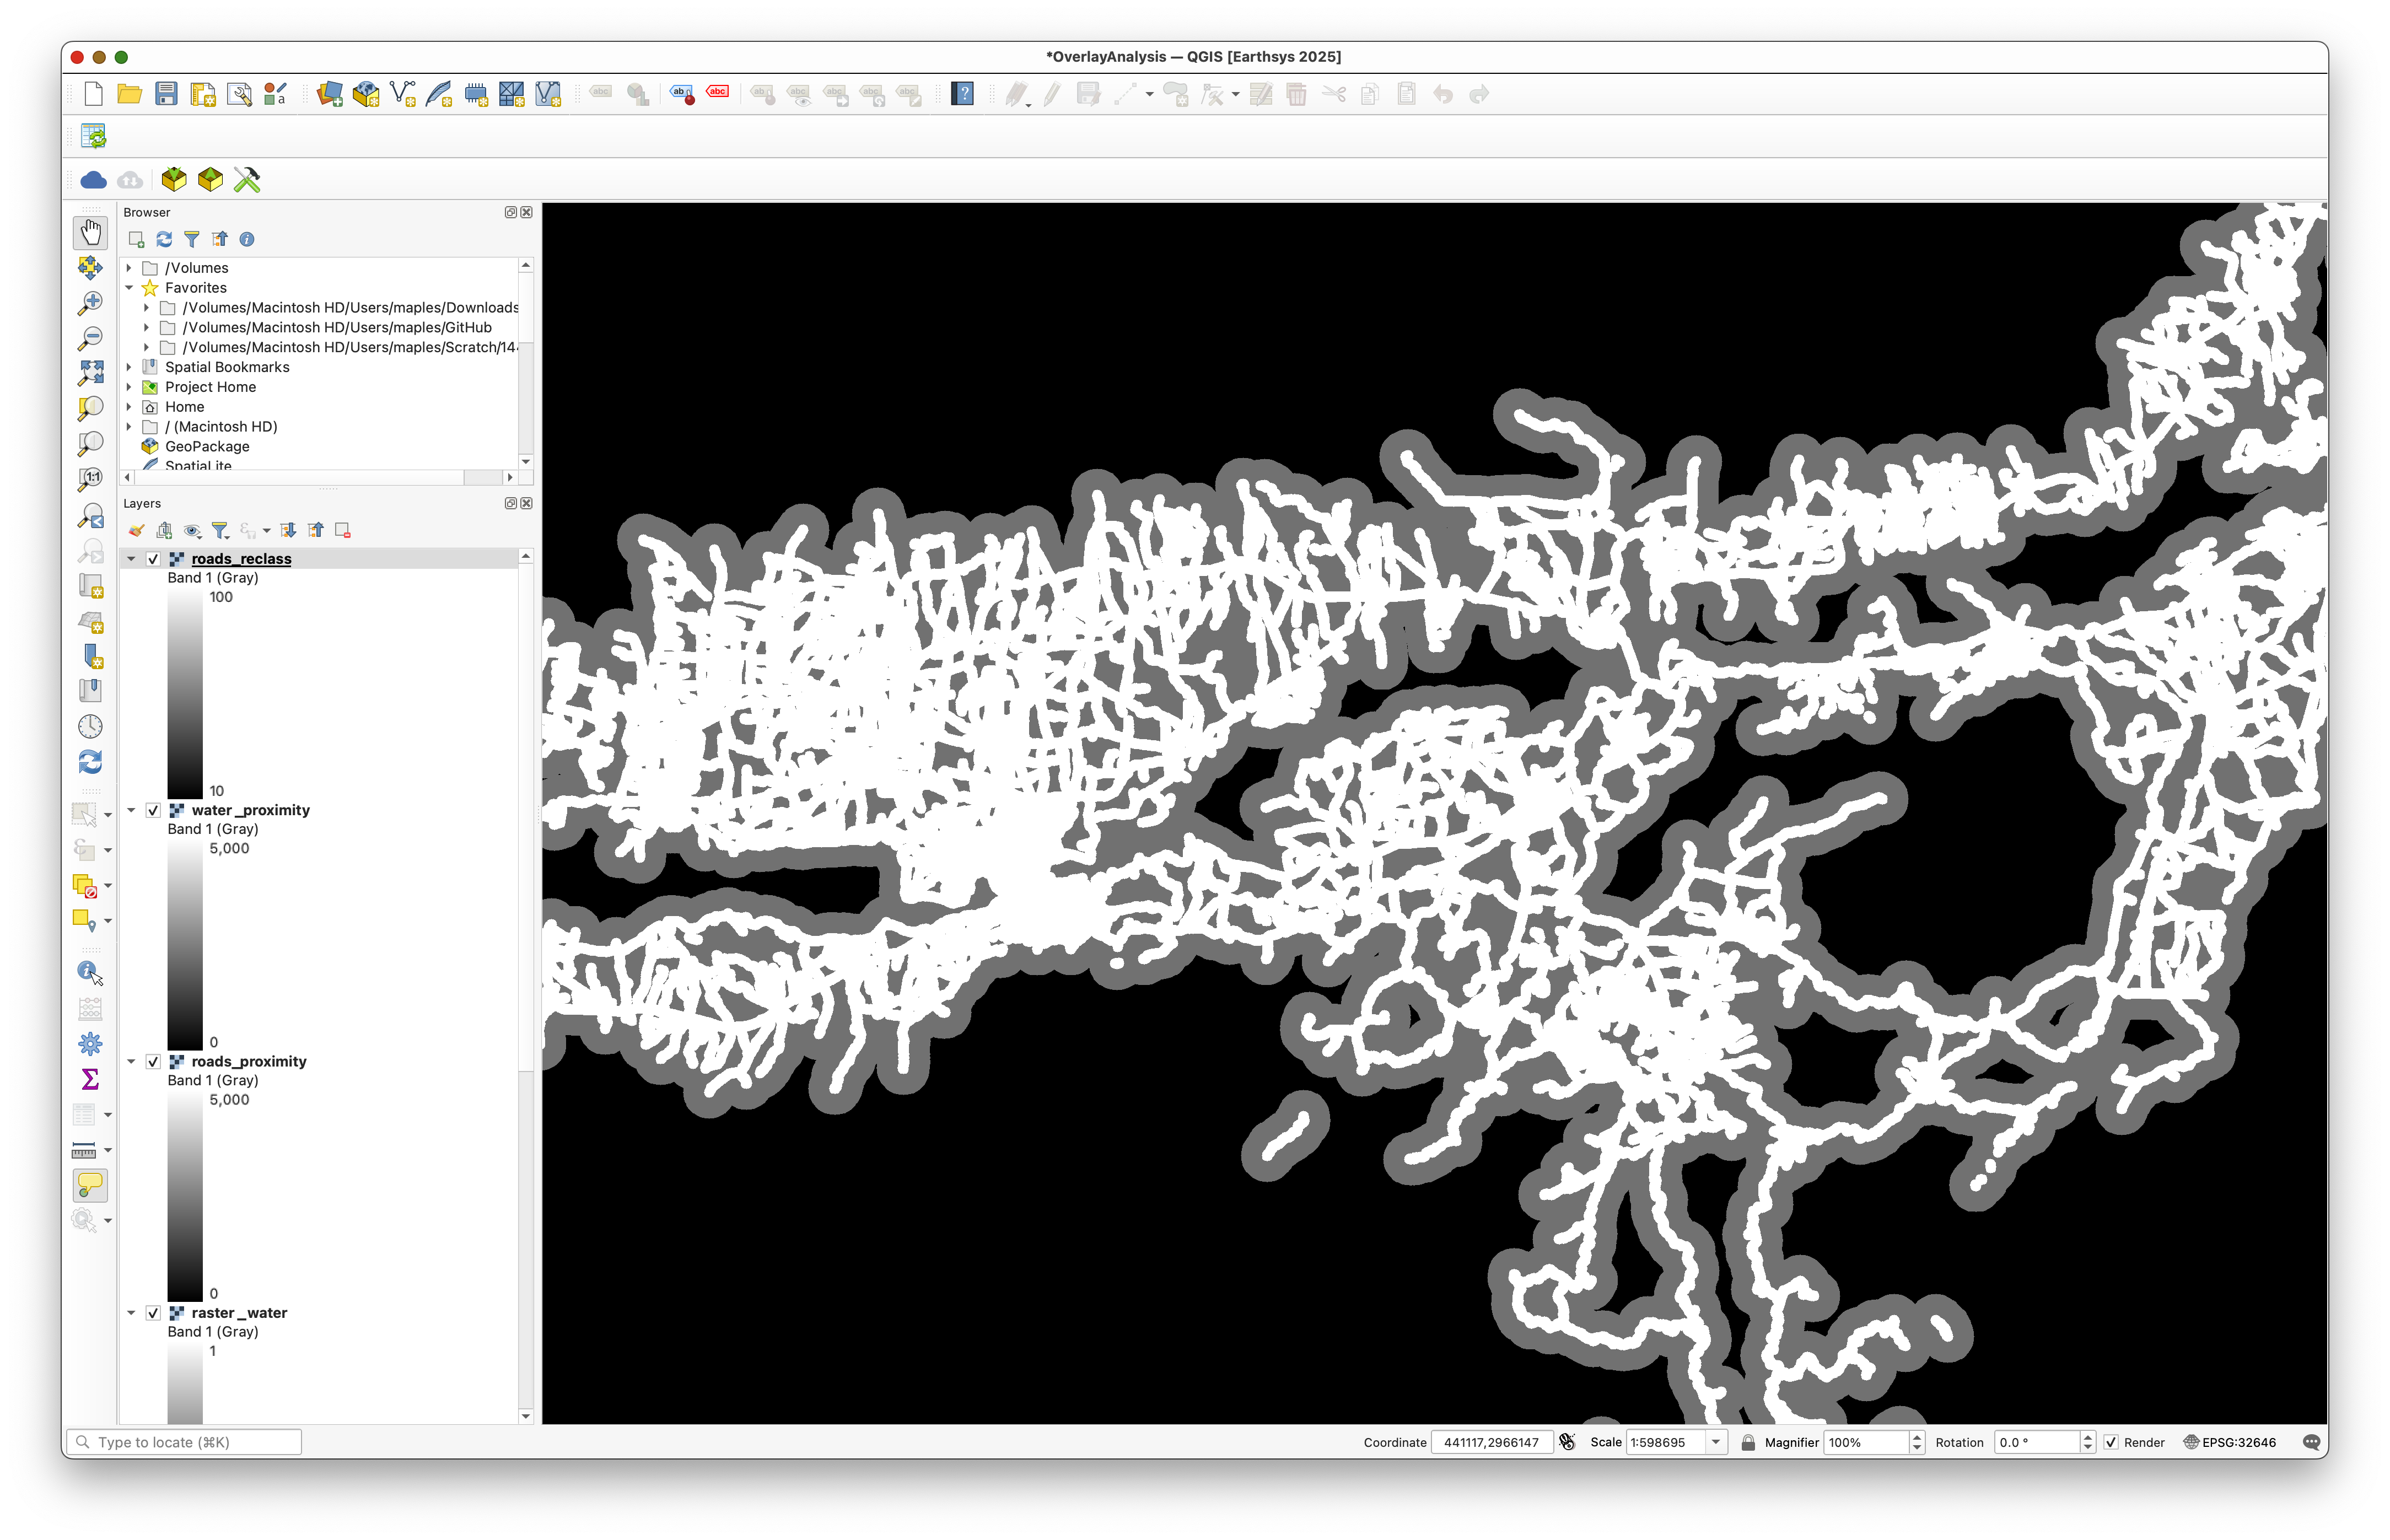 *OverlayAnalysis — QGIS [Earthsys 2025]
Browser
/Volumes
Favorites
/Volumes/Macintosh HD/Users/maples/Downloads
/Volumes/Macintosh HD/Users/maples/GitHub
/Volumes/Macintosh HD/Users/maples/Scratch/14
Spatial Bookmarks
Project Home
Home
/ (Macintosh HD)
GeoPackage
SpatiaLite
Layers
roads_reclass
Band 1 (Gray)
100
10
water_proximity
Band 1 (Gray)
5,000
0
roads_proximity
Band 1 (Gray)
5,000
0
raster_water
Band 1 (Gray)
1
Type to locate (⌘K)
Coordinate 441117,2966147 Scale 1:598695 Magnifier 100% Rotation 0.0 ° Render EPSG:32646